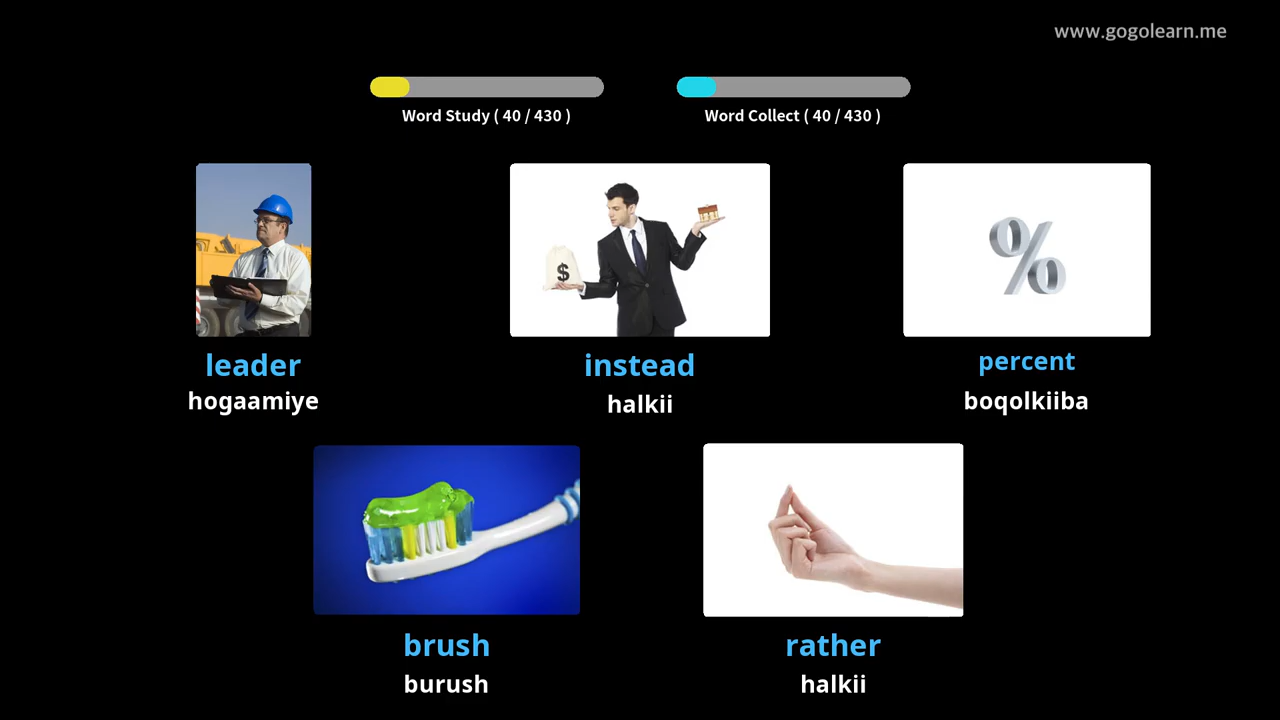 www.gogolearn.me
Word Study ( 40 / 430 )
Word Collect ( 40 / 430 )
$
%
leader
hogaamiye
instead
halkii
percent
boqolkiiba
brush
burush
rather
halkii